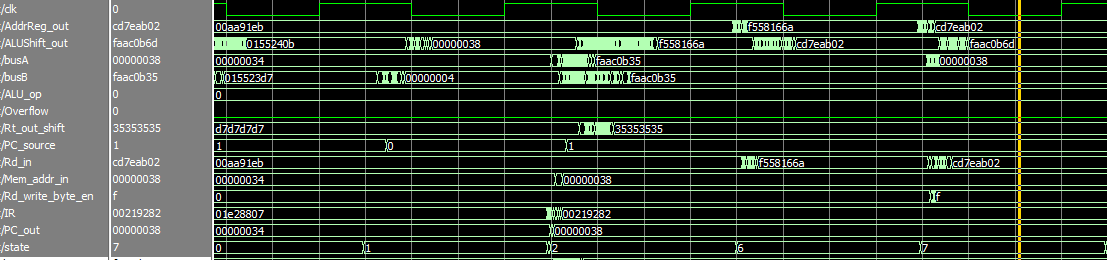 :/clk 0
:/AddrReg_out cd7eab02 00aa91eb f558166a cd7eab02
:/ALUShift_out faac0b6d 0155240b 00000038 f558166a cd7eab02 faac0b6d
:/busA 00000038 00000034 faac0b35 00000038
:/busB faac0b35 015523d7 00000004 faac0b35
:/ALU_op 0 0
:/Overflow 0
:/Rt_out_shift 35353535 d7d7d7d7 35353535
:/PC_source 1 1 0 1
:/Rd_in cd7eab02 00aa91eb f558166a cd7eab02
:/Mem_addr_in 00000038 00000034 00000038
:/Rd_write_byte_en f 0 f
:/IR 00219282 01e28807 00219282
:/PC_out 00000038 00000034 00000038
:/state 7 0 1 2 6 7